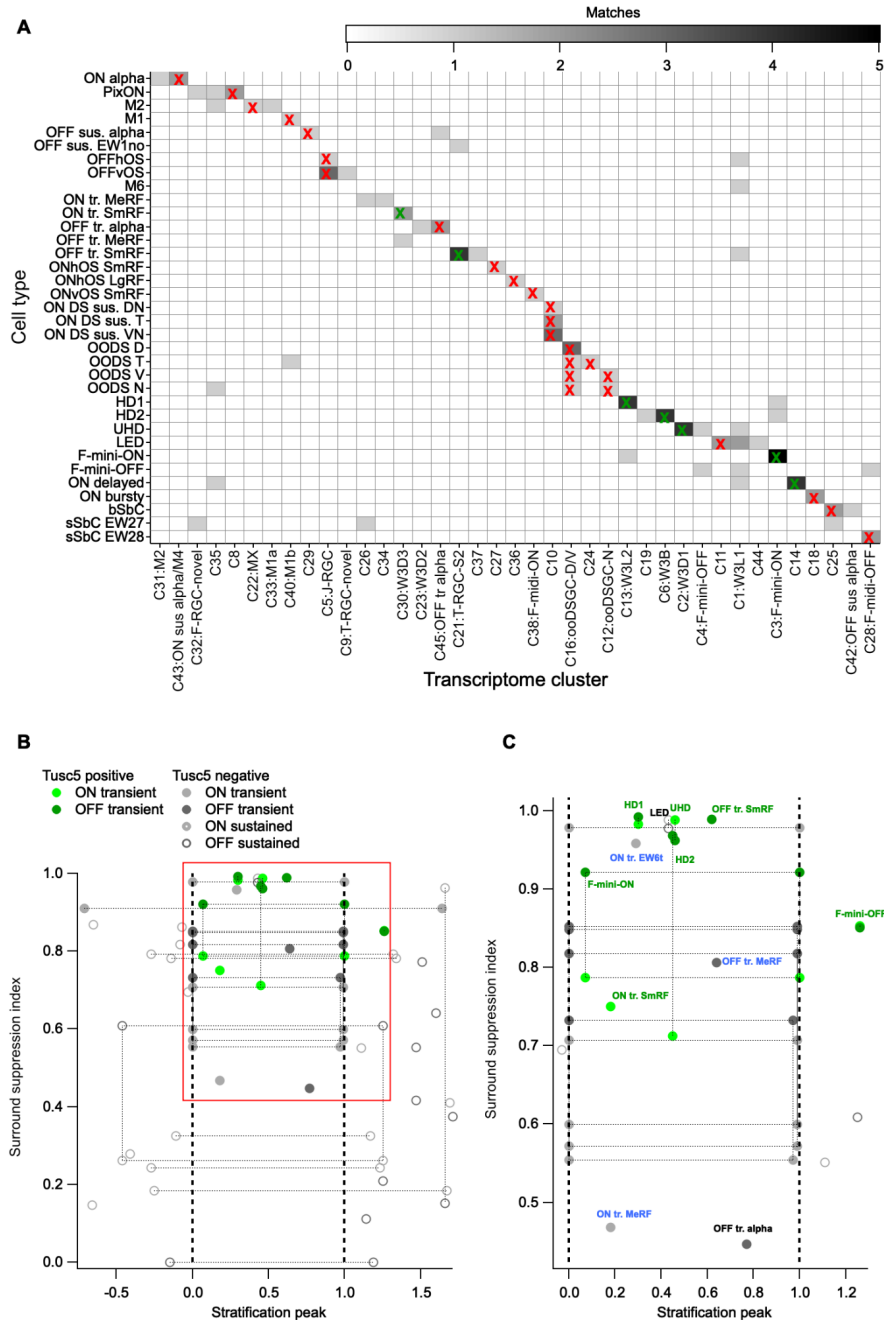 A
Matches
0 1 2 3 4 5
Cell type
ON alpha
PixON
M2
M1
OFF sus. alpha
OFF sus. EW1no
OFFhOS
OFFvOS
M6
ON tr. MeRF
ON tr. SmRF
OFF tr. alpha
OFF tr. MeRF
OFF tr. SmRF
ONhOS SmRF
ONhOS LgRF
ONvOS SmRF
ON DS sus. DN
ON DS sus. T
ON DS sus. VN
OODS D
OODS T
OODS V
OODS N
HD1
HD2
UHD
LED
F-mini-ON
F-mini-OFF
ON delayed
ON bursty
bSbC
sSbC EW27
sSbC EW28
X X X X X X X X X X X X X X X X X X X X X X X X X X X X X X X X X
C31:M2
C43:ON sus alpha/M4
C32:F-RGC-novel
C35
C8
C22:MX
C33:M1a
C40:M1b
C29
C5:J-RGC
C9:T-RGC-novel
C26
C34
C30:W3D3
C23:W3D2
C45:OFF tr alpha
C21:T-RGC-S2
C37
C27
C36
C38:F-midi-ON
C10
C16:ooDSGC-D/V
C24
C12:ooDSGC-N
C13:W3L2
C19
C6:W3B
C2:W3D1
C4:F-mini-OFF
C11
C1:W3L1
C44
C3:F-mini-ON
C14
C18
C25
C42:OFF sus alpha
C28:F-midi-OFF
Transcriptome cluster
B
Tusc5 positive
ON transient
OFF transient
Tusc5 negative
ON transient
OFF transient
ON sustained
OFF sustained
Surround suppression index
1.0
0.8
0.6
0.4
0.2
0.0
-0.5 0.0 0.5 1.0 1.5
Stratification peak
C
Surround suppression index
1.0
0.9
0.8
0.7
0.6
0.5
HD1
LED
UHD
OFF tr. SmRF
ON tr. EW6t
HD2
F-mini-ON
F-mini-OFF
OFF tr. MeRF
ON tr. SmRF
ON tr. MeRF
OFF tr. alpha
0.0 0.2 0.4 0.6 0.8 1.0 1.2
Stratification peak